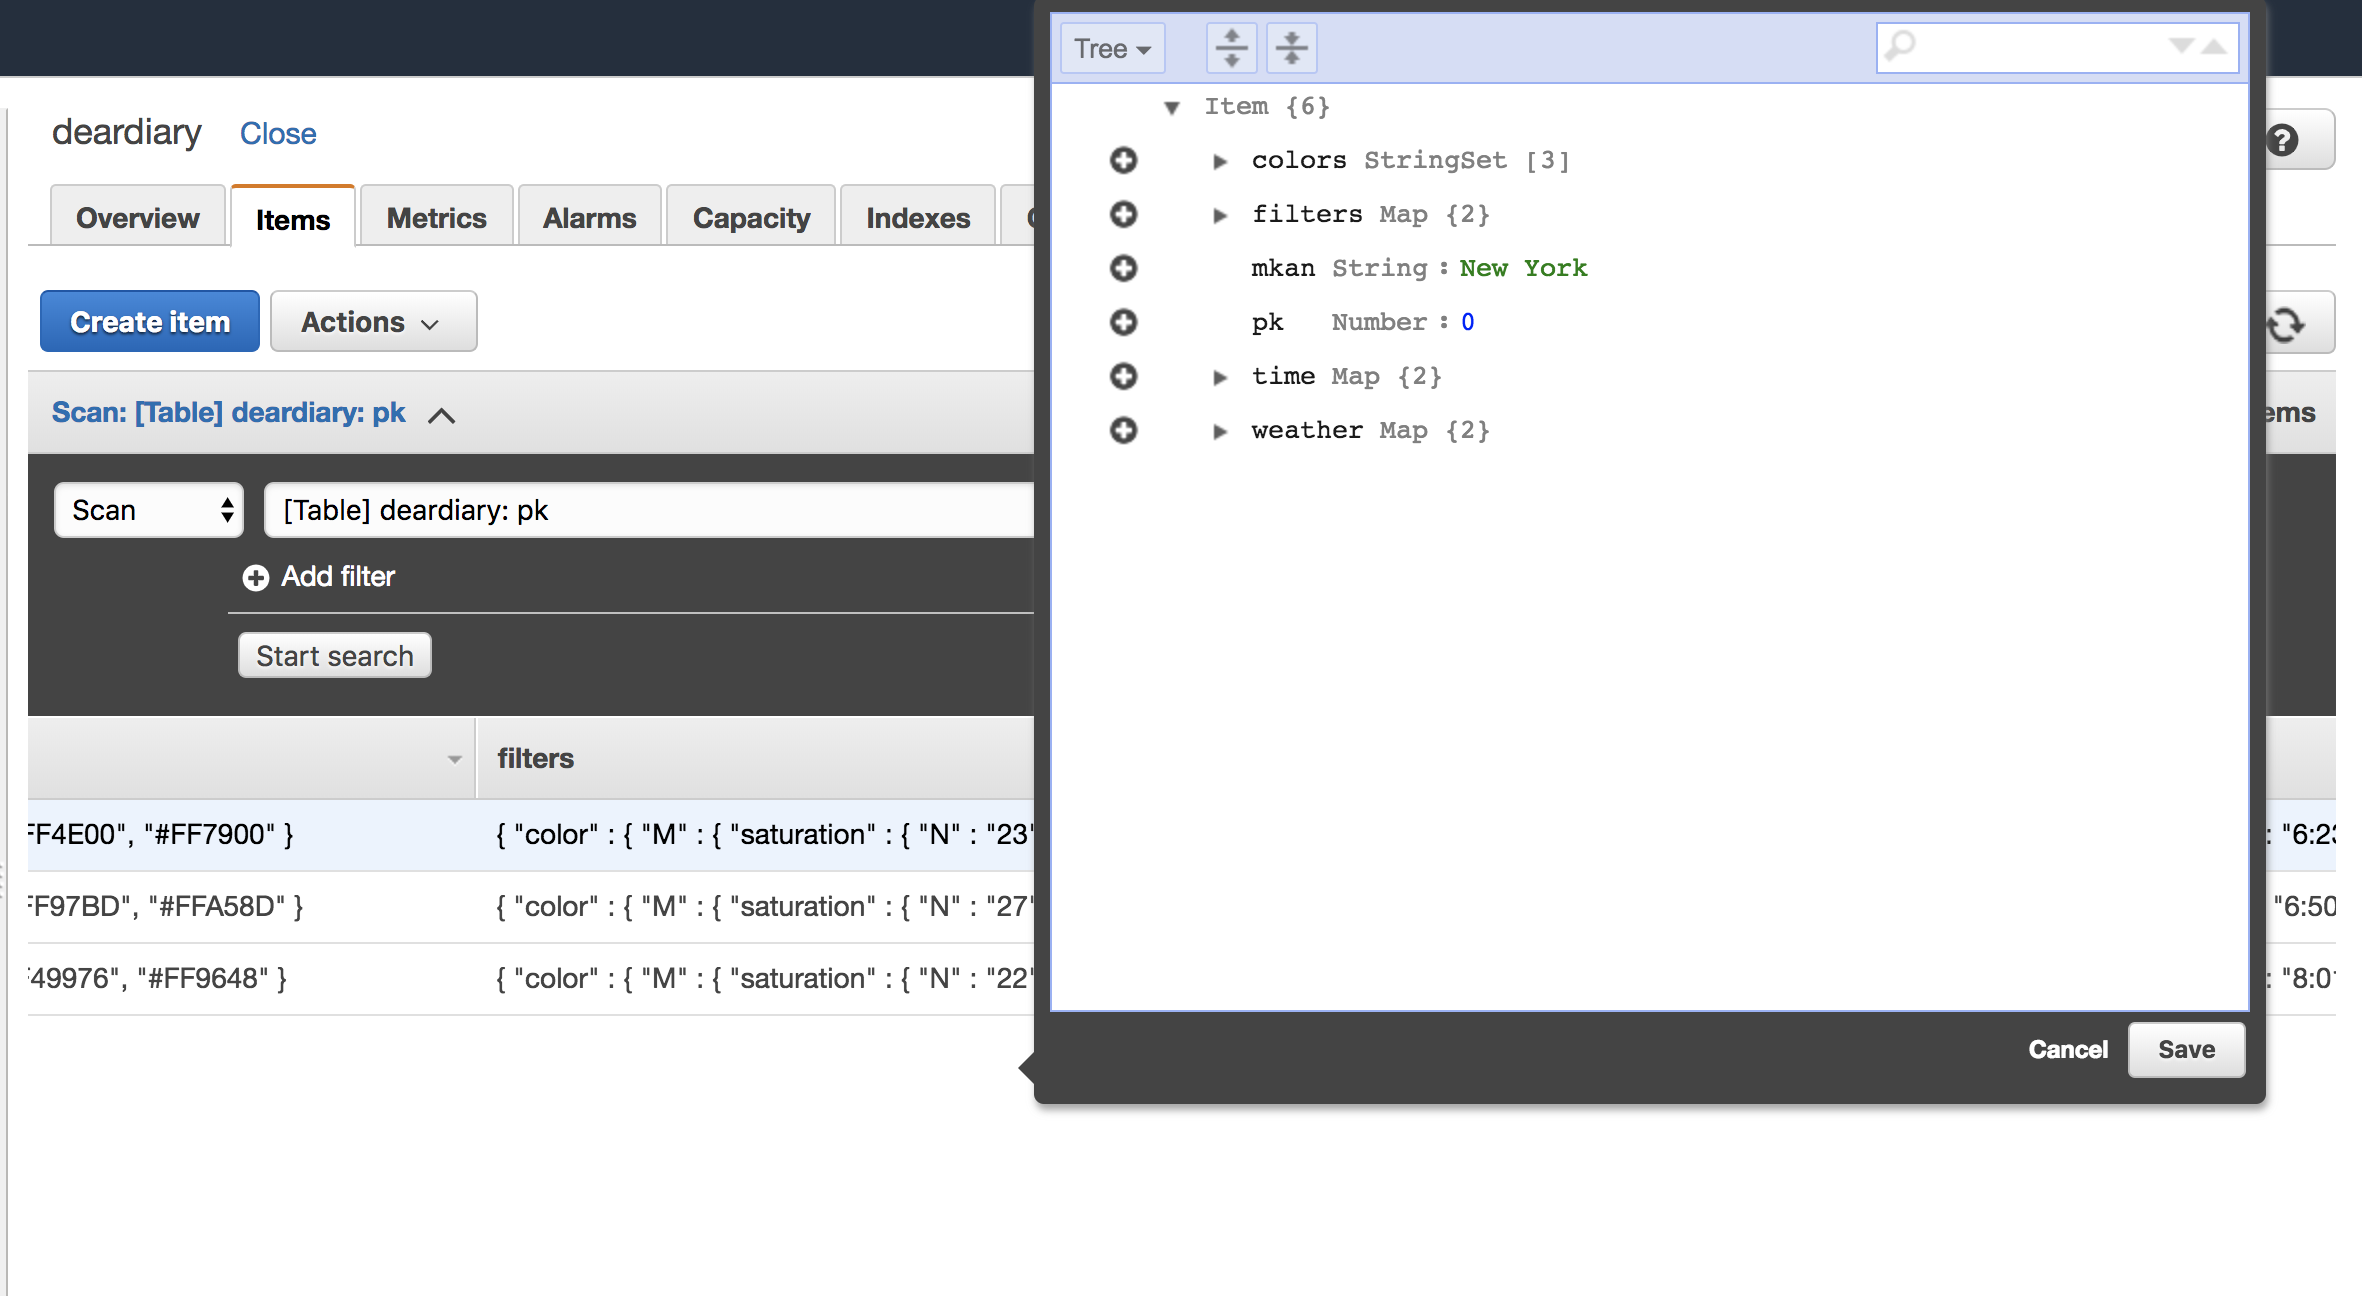 deardiary Close
Overview Items Metrics Alarms Capacity Indexes
Create item Actions
Scan: [Table] deardiary: pk
Scan [Table] deardiary: pk
Add filter
Start search
filters
FF4E00", "#FF7900" } { "color" : { "M" : { "saturation" : { "N" : "23" : "6:23
FF97BD", "#FFA58D" } { "color" : { "M" : { "saturation" : { "N" : "27" "6:50
F49976", "#FF9648" } { "color" : { "M" : { "saturation" : { "N" : "22" : "8:01
Tree
Item {6}
colors StringSet [3]
filters Map {2}
mkan String : New York
pk Number : 0
time Map {2}
weather Map {2}
Cancel Save
?
ems